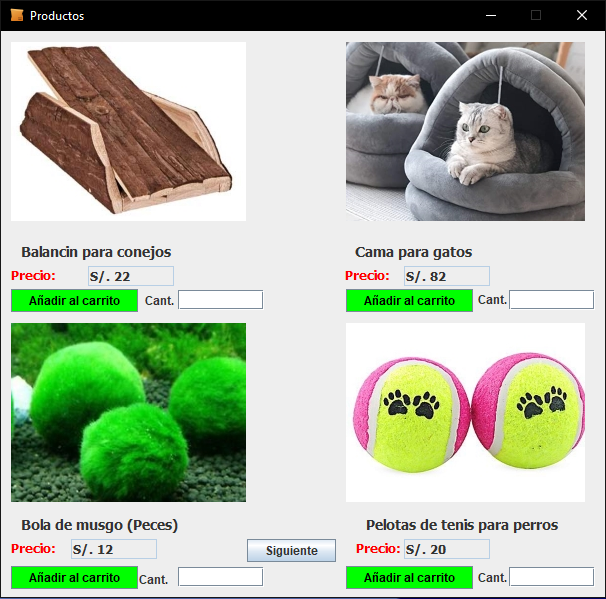 Productos
Balancin para conejos
Precio: S/. 22
Añadir al carrito Cant.
Cama para gatos
Precio: S/. 82
Añadir al carrito Cant.
Bola de musgo (Peces)
Precio: S/. 12
Añadir al carrito Cant.
Siguiente
Pelotas de tenis para perros
Precio: S/. 20
Añadir al carrito Cant.